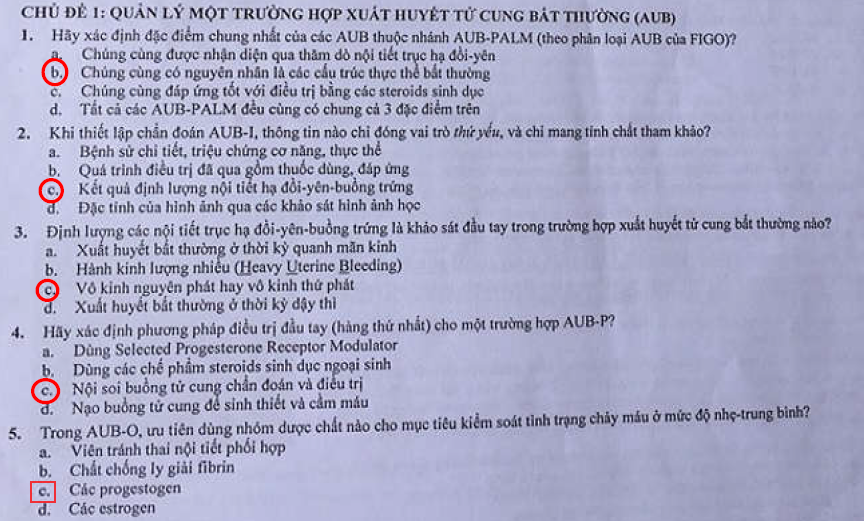 CHỦ ĐỀ 1: QUẢN LÝ MỘT TRƯỜNG HỢP XUẤT HUYẾT TỬ CUNG BẤT THƯỜNG (AUB)
1. Hãy xác định đặc điểm chung nhất của các AUB thuộc nhánh AUB-PALM (theo phân loại AUB của FIGO)?
a. Chúng cùng được nhận diện qua thăm dò nội tiết trục hạ đồi-yên
b. Chúng cùng có nguyên nhân là các cấu trúc thực thể bất thường
c. Chúng cùng đáp ứng tốt với điều trị bằng các steroids sinh dục
d. Tất cả các AUB-PALM đều cùng có chung cả 3 đặc điểm trên
2. Khi thiết lập chẩn đoán AUB-I, thông tin nào chỉ đóng vai trò thứ yếu, và chỉ mang tính chất tham khảo?
a. Bệnh sử chi tiết, triệu chứng cơ năng, thực thể
b. Quá trình điều trị đã qua gồm thuốc dùng, đáp ứng
c. Kết quả định lượng nội tiết hạ đồi-yên-buồng trứng
d. Đặc tính của hình ảnh qua các khảo sát hình ảnh học
3. Định lượng các nội tiết trục hạ đồi-yên-buồng trứng là khảo sát đầu tay trong trường hợp xuất huyết tử cung bất thường nào?
a. Xuất huyết bất thường ở thời kỳ quanh mãn kinh
b. Hành kinh lượng nhiều (Heavy Uterine Bleeding)
c. Vô kinh nguyên phát hay vô kinh thứ phát
d. Xuất huyết bất thường ở thời kỳ dậy thì
4. Hãy xác định phương pháp điều trị đầu tay (hàng thứ nhất) cho một trường hợp AUB-P?
a. Dùng Selected Progesterone Receptor Modulator
b. Dùng các chế phẩm steroids sinh dục ngoại sinh
c. Nội soi buồng tử cung chẩn đoán và điều trị
d. Nạo buồng tử cung để sinh thiết và cầm máu
5. Trong AUB-O, ưu tiên dùng nhóm dược chất nào cho mục tiêu kiểm soát tình trạng chảy máu ở mức độ nhẹ-trung bình?
a. Viên tránh thai nội tiết phối hợp
b. Chất chống ly giải fibrin
c. Các progestogen
d. Các estrogen